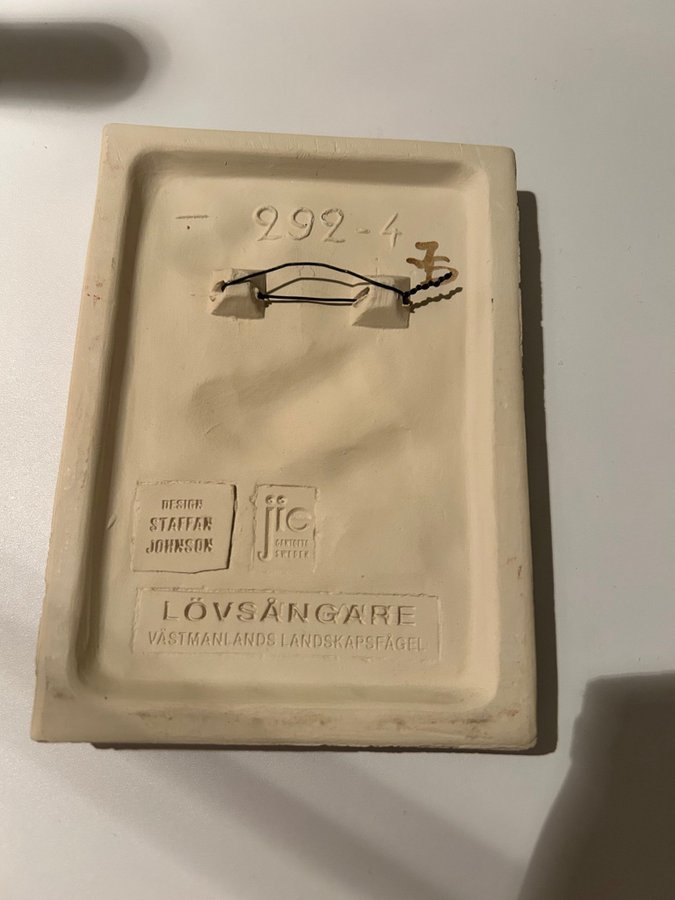 — 292-4
DESIGN
STAFFAN
JOHNSON
jie
GANTOFTA
SWEDEN
LÖVSÅNGARE
VÄSTMANLANDS LANDSKAPSFÅGEL